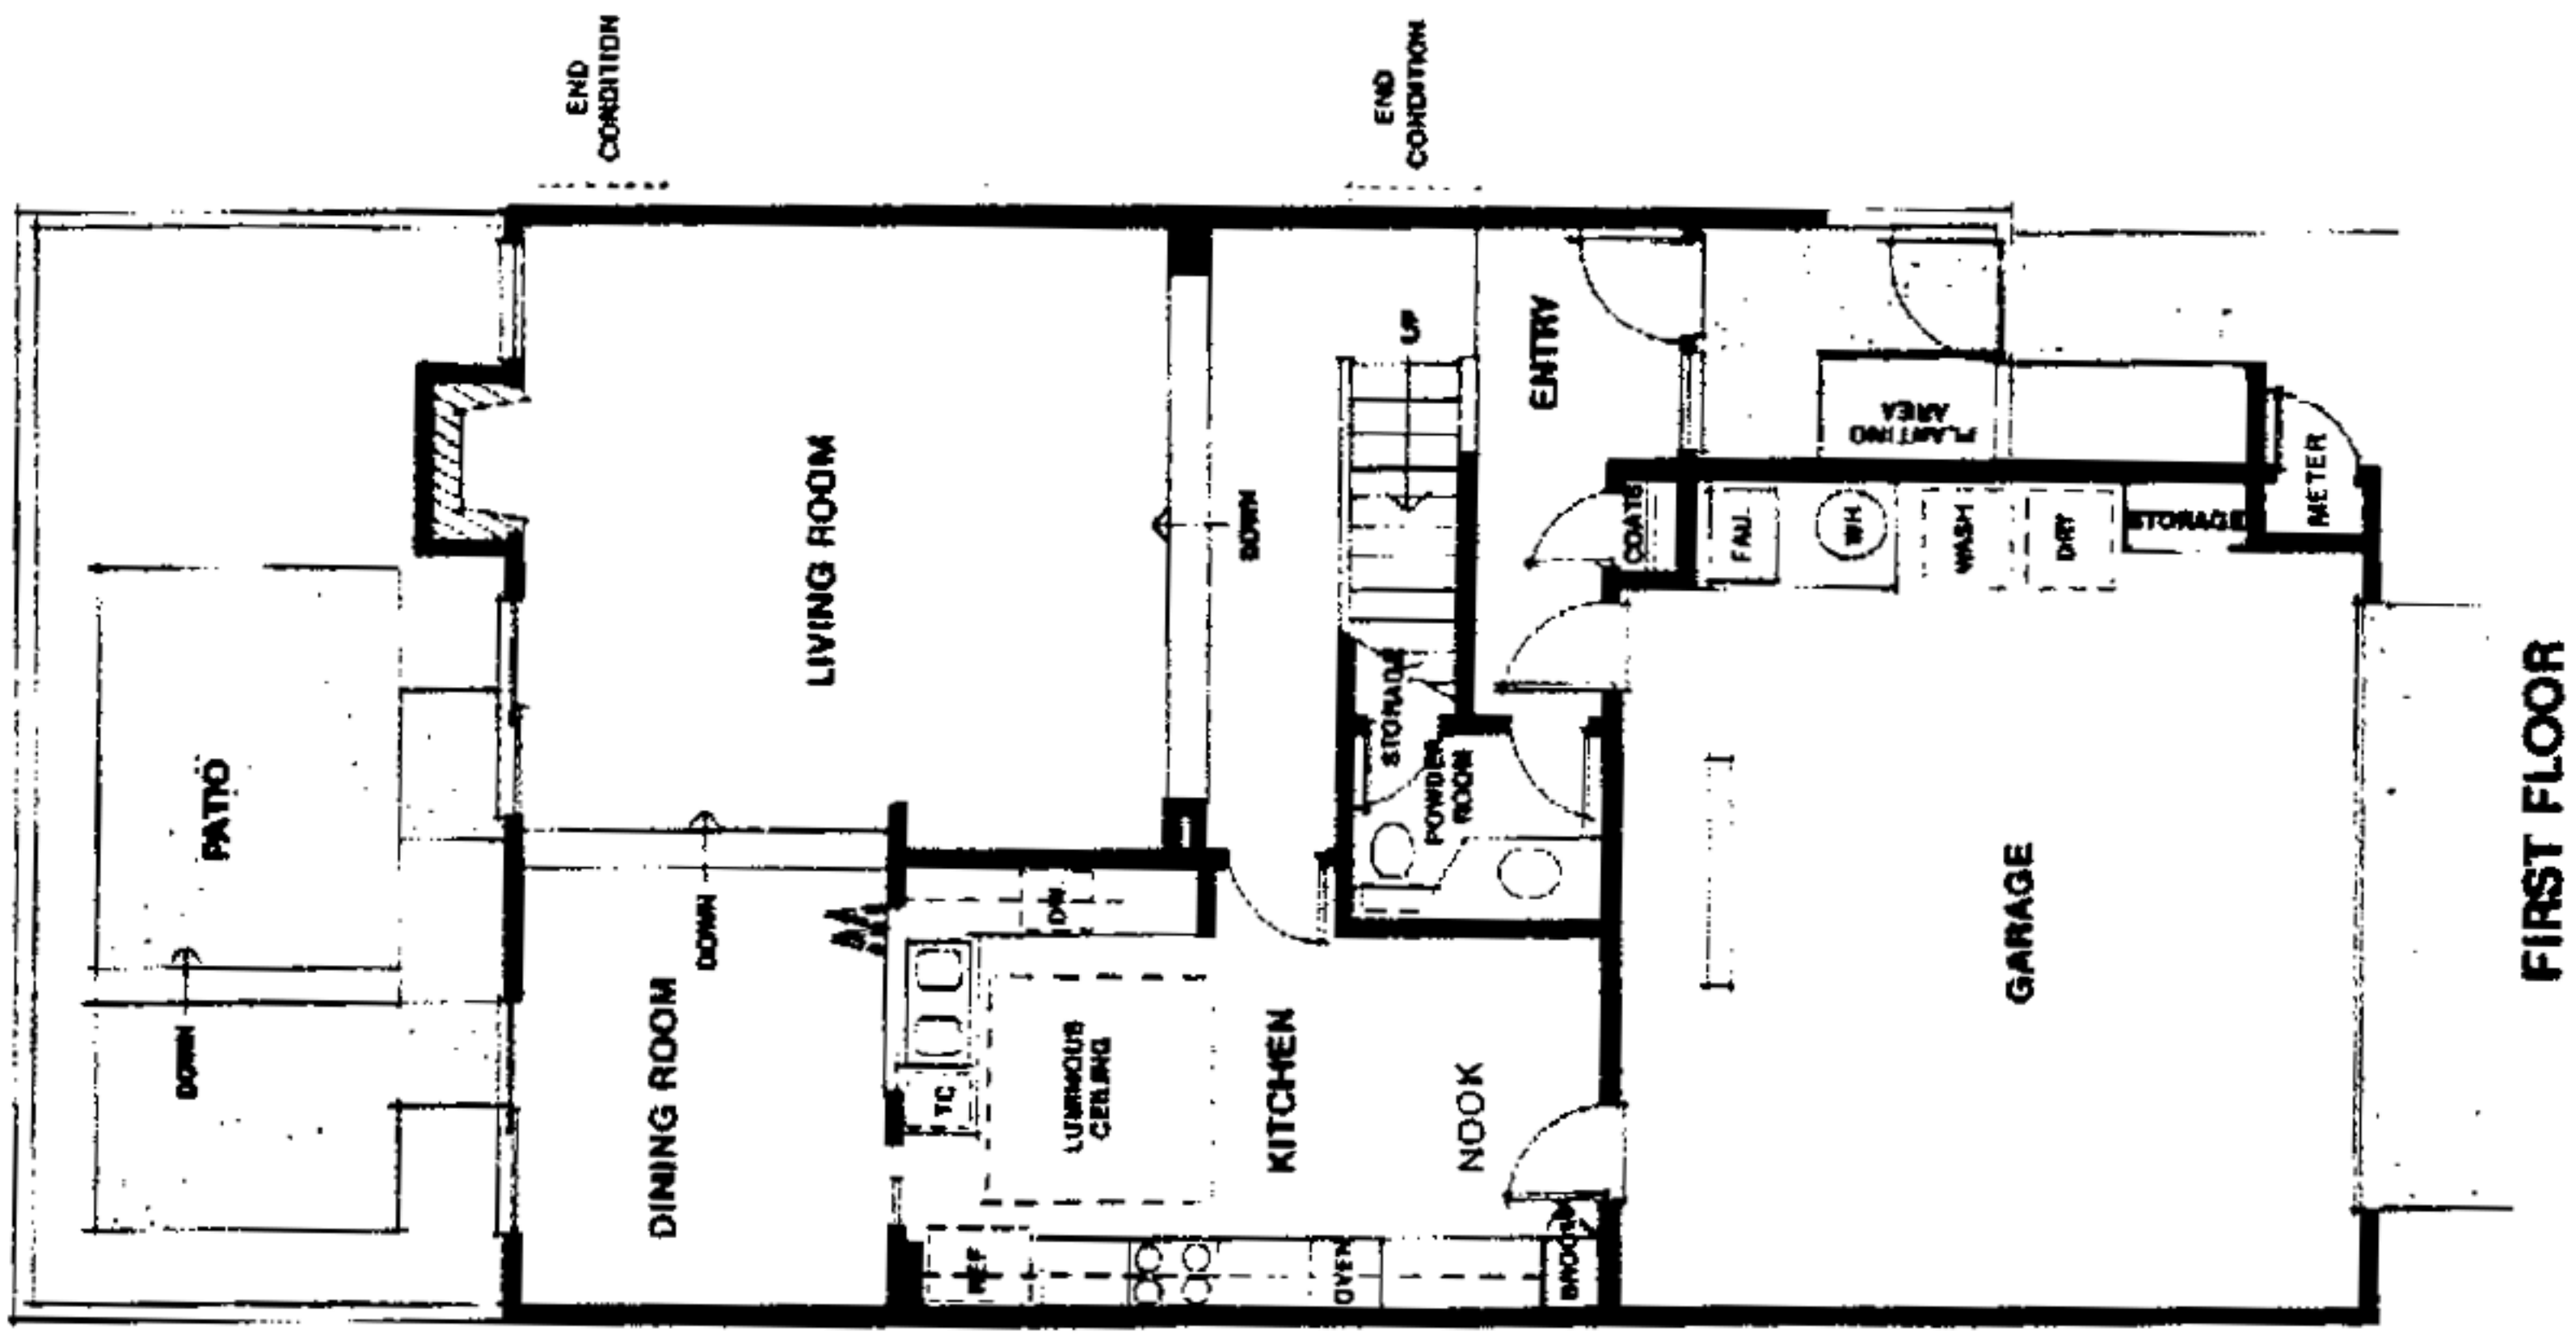 END
CONDITION
END
CONDITION
PATIO
DOWN
LIVING ROOM
DOWN
DINING ROOM
DOWN
UP
ENTRY
PLANTING
AREA
METER
COATS
FAU
WH
WASH
DRY
STORAGE
STORAGE
POWDER
ROOM
DW
TC
LUMINOUS
CEILING
KITCHEN
NOOK
REF
OVEN
BROOM
GARAGE
FIRST FLOOR